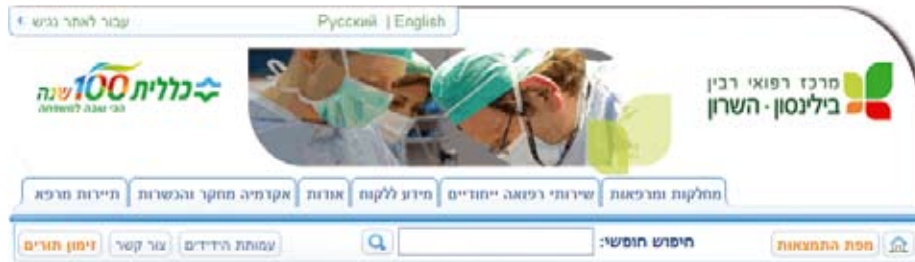 עבור לאתר נגיש
Русский | English
מרכז רפואי רבין
בילינסון · השרון
כללית 100 שנה
הכי טובה למשפחה
מחלקות ומרפאות שירותי רפואה ייחודיים מידע ללקוח אודות אקדמיה מחקר והכשרות תיירות מרפא
מפת התמצאות חיפוש חופשי: עמותת הידידים צור קשר זימון תורים